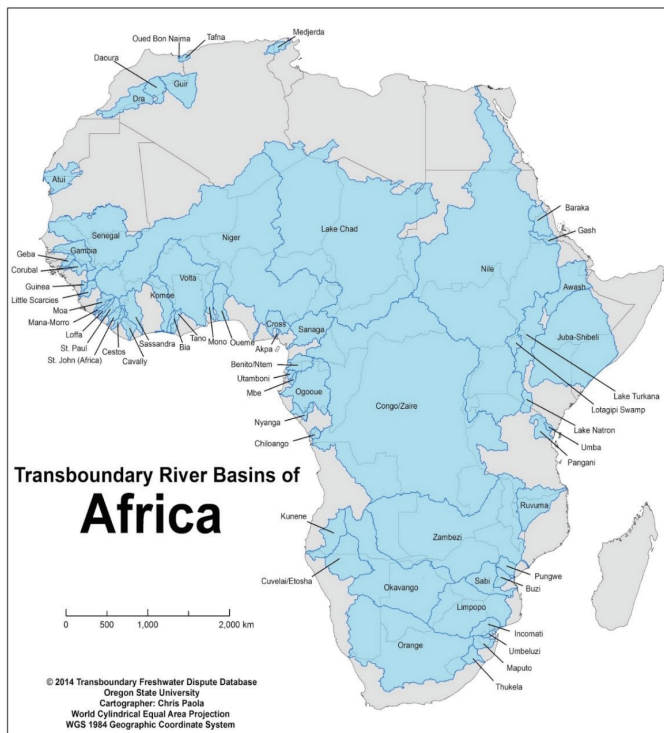 Oued Bon Naima
Tafna
Medjerda
Daoura
Guir
Dra
Atui
Baraka
Lake Chad
Gash
Senegal
Niger
Gambia
Geba
Nile
Corubal
Awash
Guinea
Volta
Little Scarcies
Komoe
Moa
Cross
Juba-Shibeli
Mana-Morro
Sanaga
Loffa
Tano
Mono
Oueme
St. Paul
Sassandra
Bia
Akpa
St. John (Africa)
Cestos
Cavally
Benito/Ntem
Lake Turkana
Utamboni
Lotagipi Swamp
Mbe
Ogooue
Congo/Zaire
Nyanga
Lake Natron
Umba
Chiloango
Pangani
Transboundary River Basins of
Africa
Ruvuma
Kunene
Zambezi
Pungwe
Cuvelai/Etosha
Okavango
Sabi
Buzi
Limpopo
0 500 1,000 2,000 km
Incomati
Orange
Umbeluzi
Maputo
Thukela
© 2014 Transboundary Freshwater Dispute Database
Oregon State University
Cartographer: Chris Paola
World Cylindrical Equal Area Projection
WGS 1984 Geographic Coordinate System